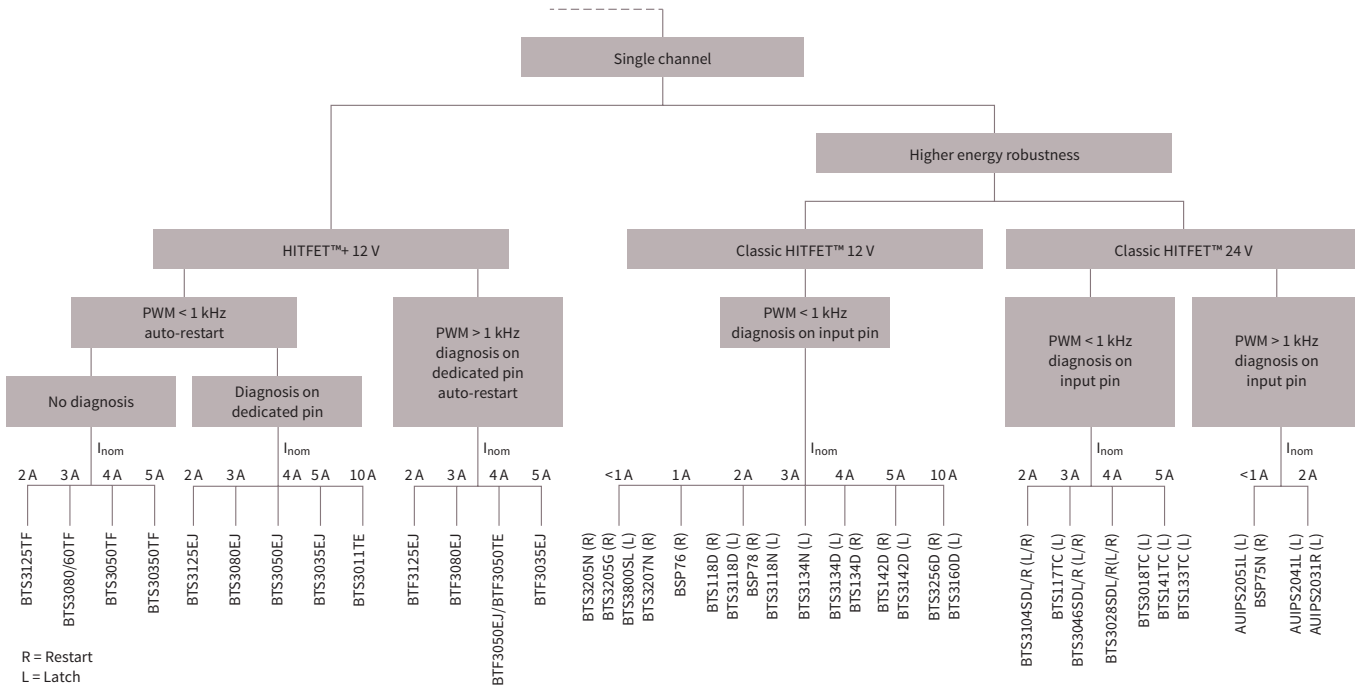 Single channel
Higher energy robustness
HITFET™+ 12 V
Classic HITFET™ 12 V
Classic HITFET™ 24 V
PWM < 1 kHz
auto-restart
PWM > 1 kHz
diagnosis on
dedicated pin
auto-restart
PWM < 1 kHz
diagnosis on input pin
PWM < 1 kHz
diagnosis on
input pin
PWM > 1 kHz
diagnosis on
input pin
No diagnosis
Diagnosis on
dedicated pin
Inom
Inom
Inom
Inom
Inom
Inom
2 A 3 A 4 A 5 A
2 A 3 A 4 A 5 A 10 A
2 A 3 A 4 A 5 A
<1 A 1 A 2 A 3 A 4 A 5 A 10 A
2 A 3 A 4 A 5 A
<1 A 2 A
BTS3125TF
BTS3080/60TF
BTS3050TF
BTS3035OTF
BTS3125EJ
BTS3080EJ
BTS3050EJ
BTS3035EJ
BTS3011TE
BTF3125EJ
BTF3080EJ
BTF3050EJ/BTF3050TE
BTF3035EJ
BTS3205N (R)
BTS3205G (R)
BTS3800SL (L)
BTS3207N (R)
BSP76 (R)
BTS118D (R)
BTS3118D (L)
BSP78 (R)
BTS3118N (L)
BTS3134N (L)
BTS3134D (L)
BTS134D (R)
BTS142D (R)
BTS3142D (L)
BTS3256D (R)
BTS3160D (L)
BTS3104SDL/R (L/R)
BTS117TC (L)
BTS3046SDL/R (L/R)
BTS3028SDL/R(L/R)
BTS3018TC (L)
BTS141TC (L)
BTS133TC (L)
AUIPS2051L (L)
BSP75N (R)
AUIPS2041L (L)
AUIPS2031R (L)
R = Restart
L = Latch